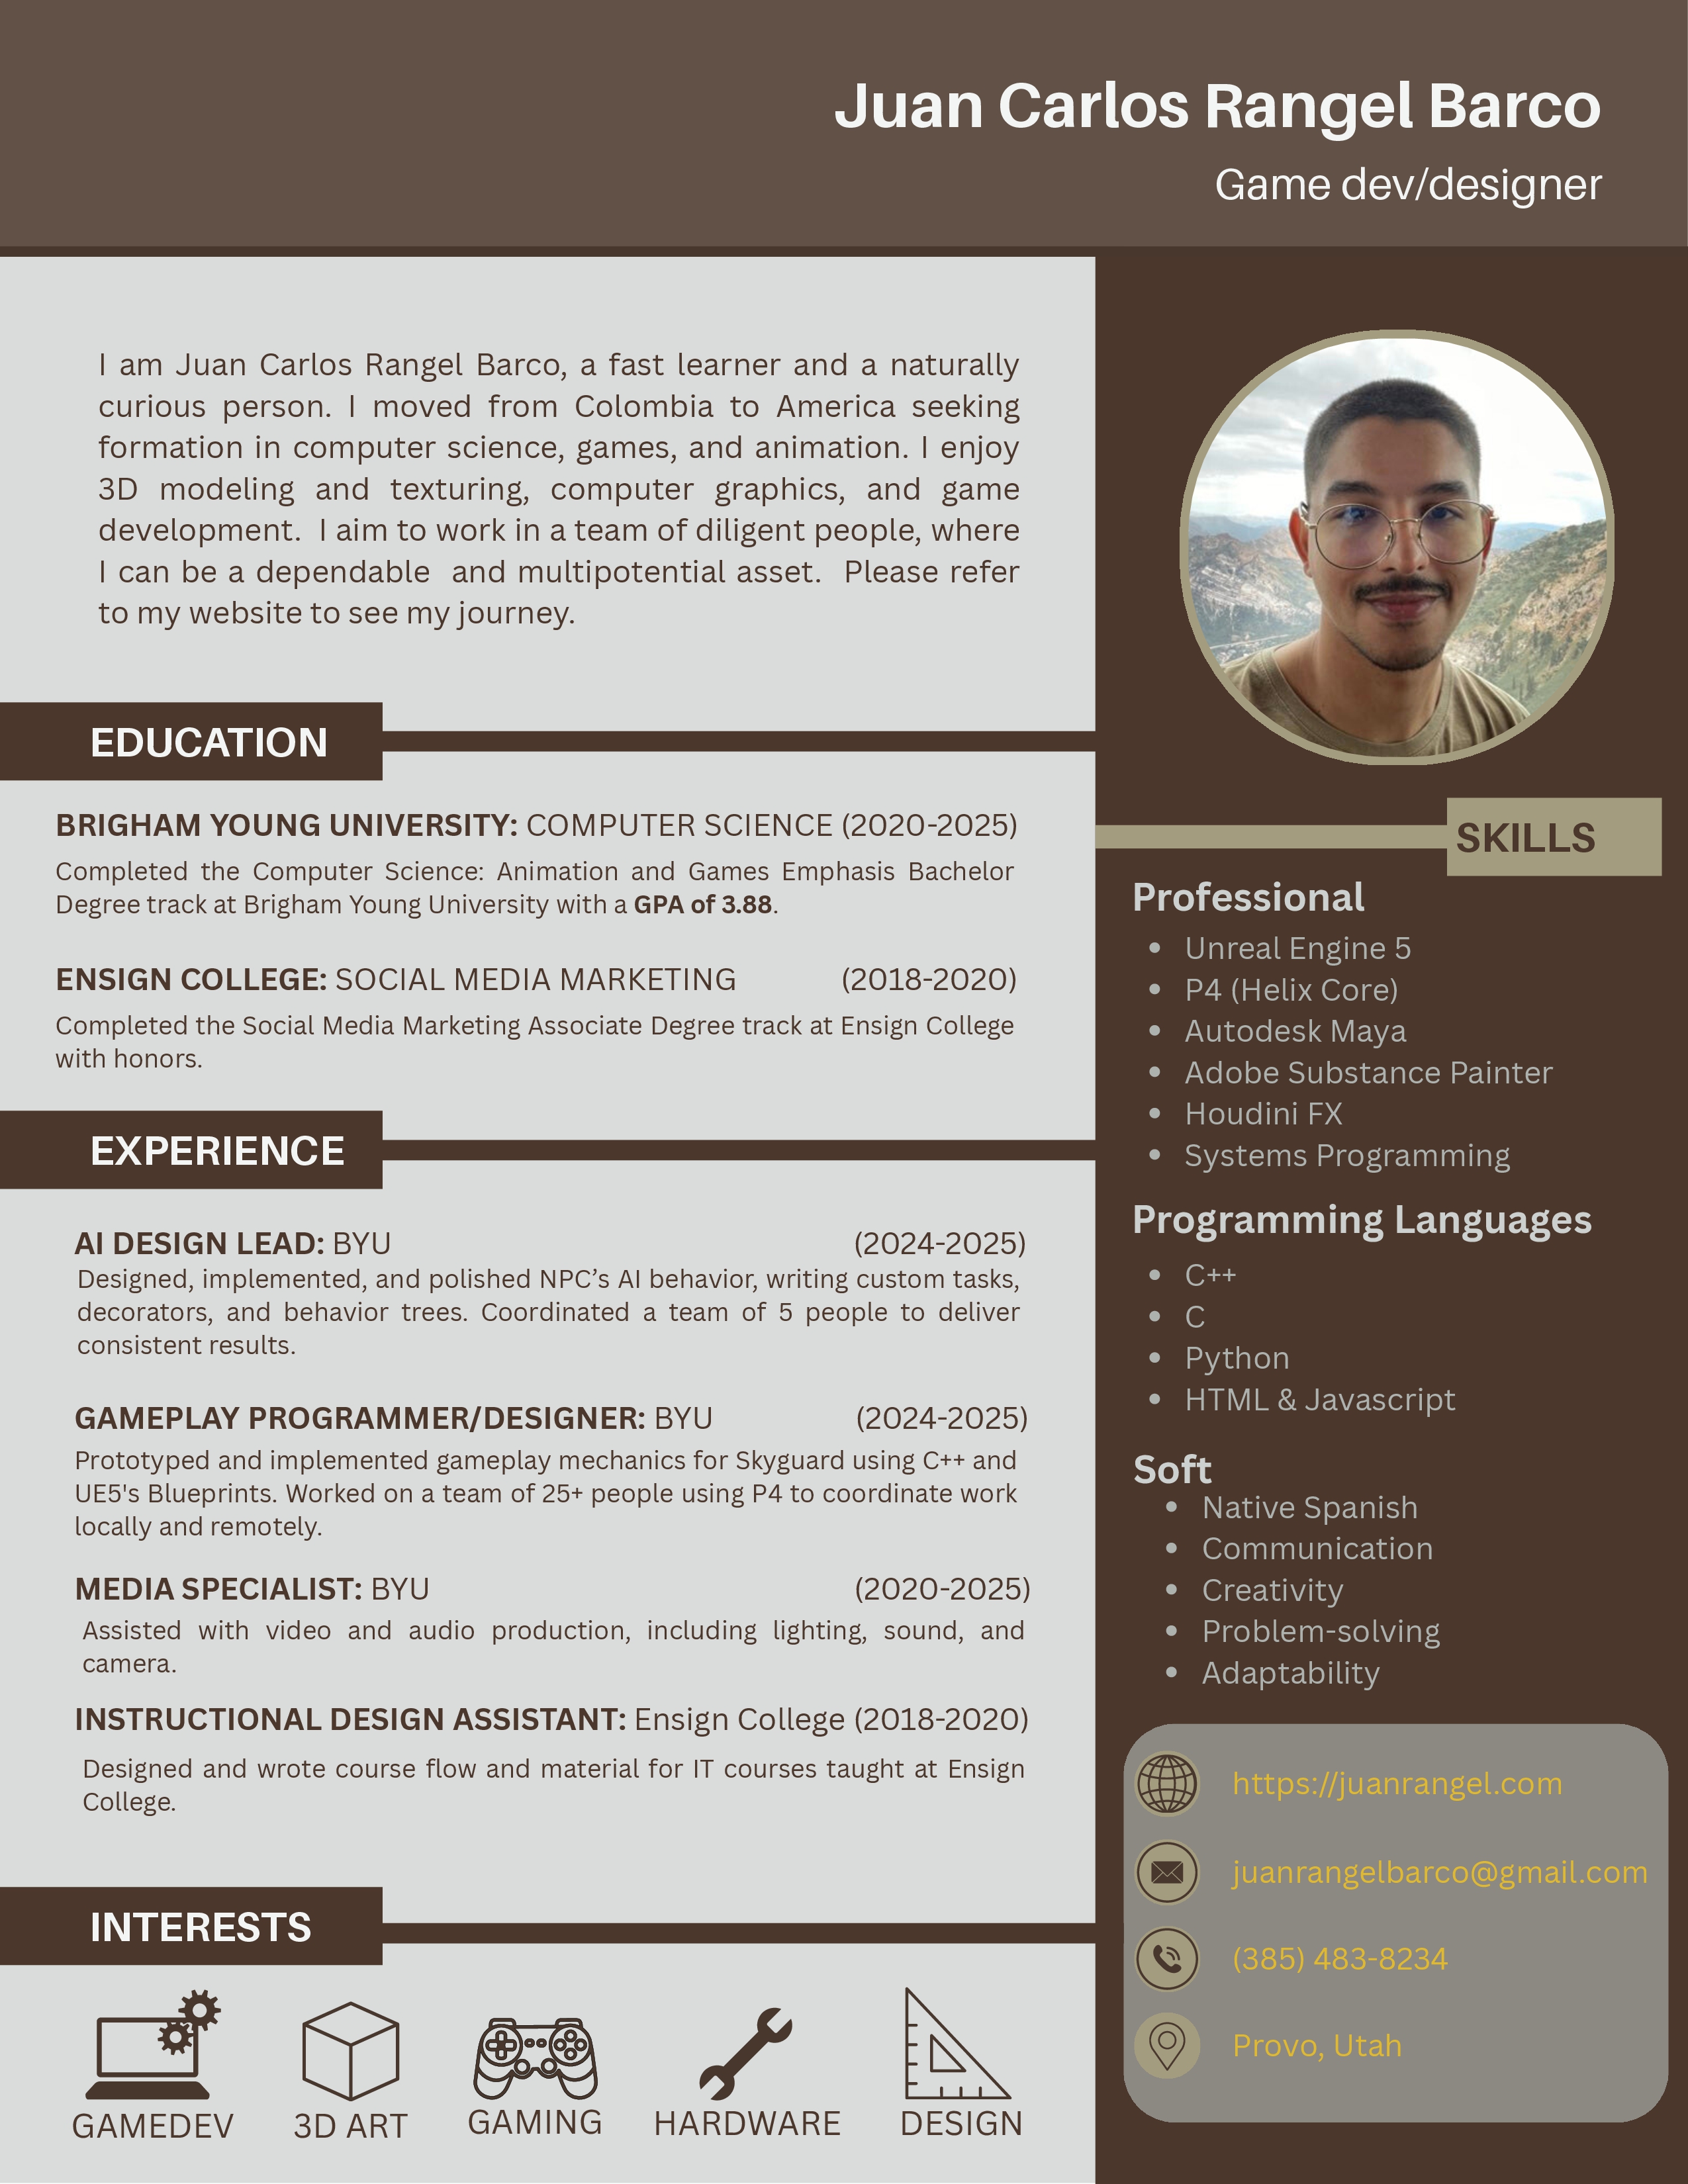 Juan Carlos Rangel Barco
Game dev/designer
I am Juan Carlos Rangel Barco, a fast learner and a naturally
curious person. I moved from Colombia to America seeking
formation in computer science, games, and animation. I enjoy
3D modeling and texturing, computer graphics, and game
development. I aim to work in a team of diligent people, where
I can be a dependable and multipotential asset. Please refer
to my website to see my journey.
EDUCATION
BRIGHAM YOUNG UNIVERSITY: COMPUTER SCIENCE (2020-2025)
Completed the Computer Science: Animation and Games Emphasis Bachelor
Degree track at Brigham Young University with a GPA of 3.88.
ENSIGN COLLEGE: SOCIAL MEDIA MARKETING (2018-2020)
Completed the Social Media Marketing Associate Degree track at Ensign College
with honors.
EXPERIENCE
AI DESIGN LEAD: BYU (2024-2025)
Designed, implemented, and polished NPC’s AI behavior, writing custom tasks,
decorators, and behavior trees. Coordinated a team of 5 people to deliver
consistent results.
GAMEPLAY PROGRAMMER/DESIGNER: BYU (2024-2025)
Prototyped and implemented gameplay mechanics for Skyguard using C++ and
UE5's Blueprints. Worked on a team of 25+ people using P4 to coordinate work
locally and remotely.
MEDIA SPECIALIST: BYU (2020-2025)
Assisted with video and audio production, including lighting, sound, and
camera.
INSTRUCTIONAL DESIGN ASSISTANT: Ensign College (2018-2020)
Designed and wrote course flow and material for IT courses taught at Ensign
College.
INTERESTS
GAMEDEV
3D ART
GAMING
HARDWARE
DESIGN
SKILLS
Professional
• Unreal Engine 5
• P4 (Helix Core)
• Autodesk Maya
• Adobe Substance Painter
• Houdini FX
• Systems Programming
Programming Languages
• C++
• C
• Python
• HTML & Javascript
Soft
• Native Spanish
• Communication
• Creativity
• Problem-solving
• Adaptability
https://juanrangel.com
juanrangelbarco@gmail.com
(385) 483-8234
Provo, Utah